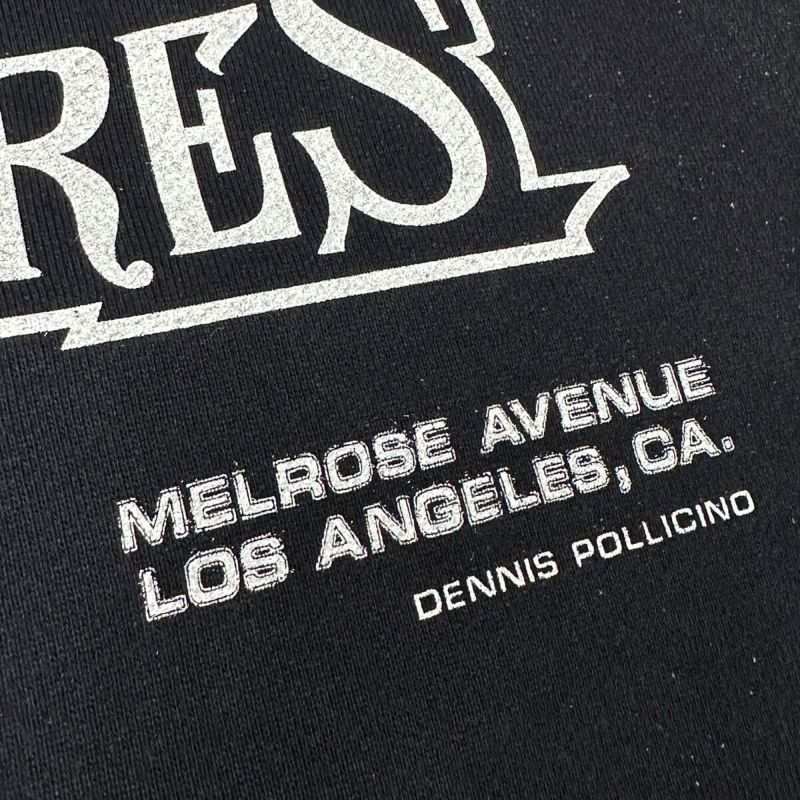 RES
MELROSE AVENUE
LOS ANGELES, CA.
DENNIS POLLICINO